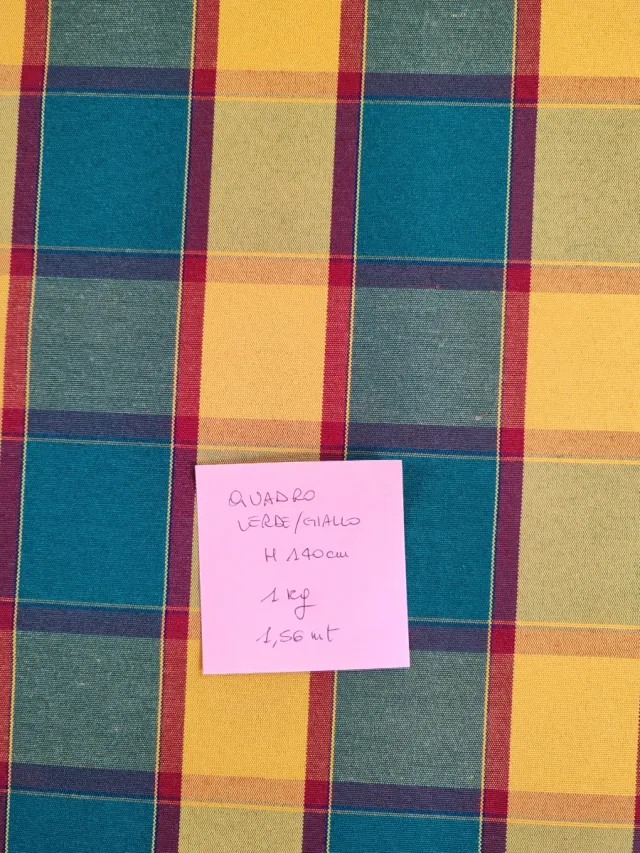 QUADRO
VERDE/GIALLO
H 140cm
1 kg
1,56 mt